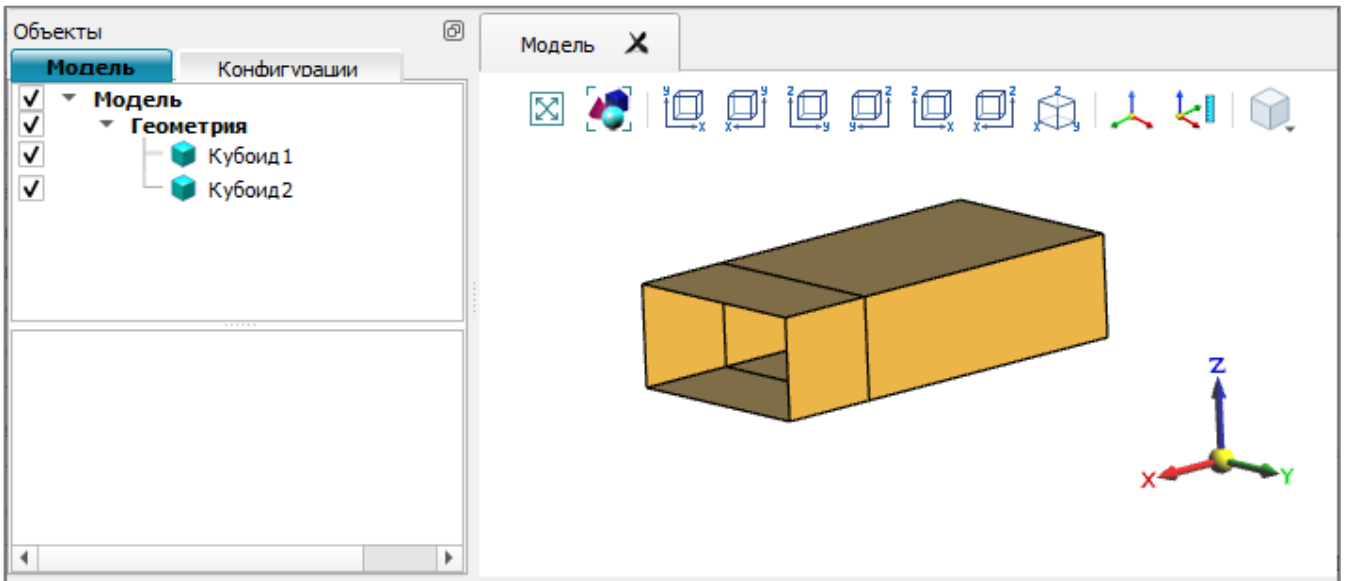 Объекты
Модель Конфигурации
Модель
Геометрия
Кубоид1
Кубоид2
Модель
y x y x z y z y z x z x z x y
Z
X Y